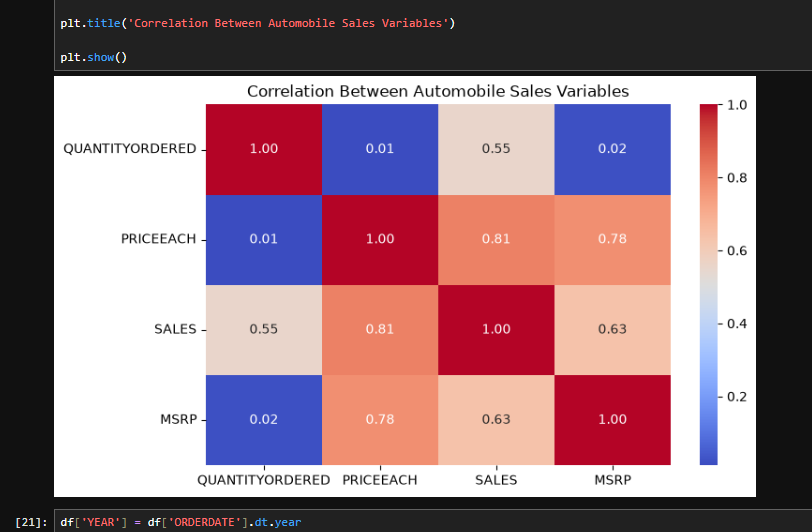 plt.title('Correlation Between Automobile Sales Variables')
plt.show()
Correlation Between Automobile Sales Variables
QUANTITYORDERED 1.00 0.01 0.55 0.02
PRICEEACH 0.01 1.00 0.81 0.78
SALES 0.55 0.81 1.00 0.63
MSRP 0.02 0.78 0.63 1.00
QUANTITYORDERED PRICEEACH SALES MSRP
1.0
0.8
0.6
0.4
0.2
[21]: df['YEAR'] = df['ORDERDATE'].dt.year